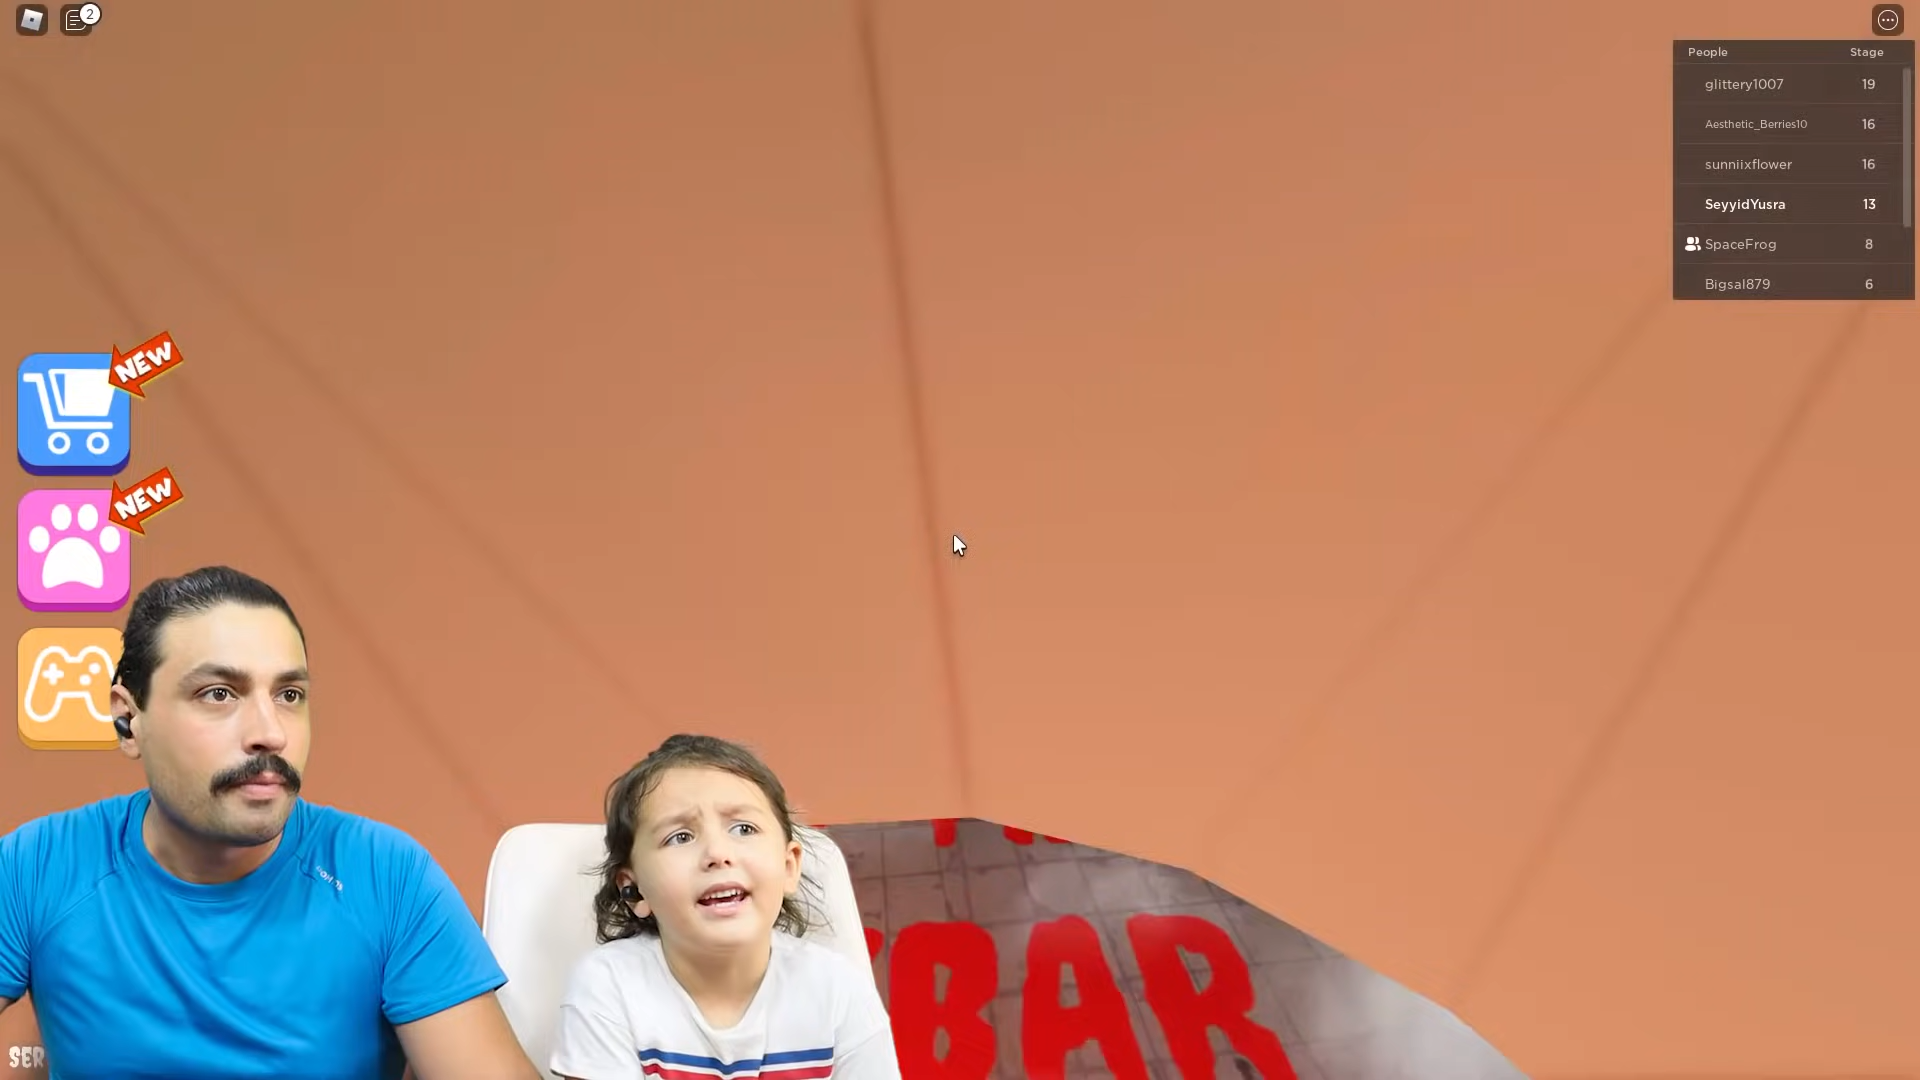 2
People Stage
glittery1007 19
Aesthetic_Berries10 16
sunniixflower 16
SeyyidYusra 13
SpaceFrog 8
Bigsal879 6
NEW
NEW
BAR
SER